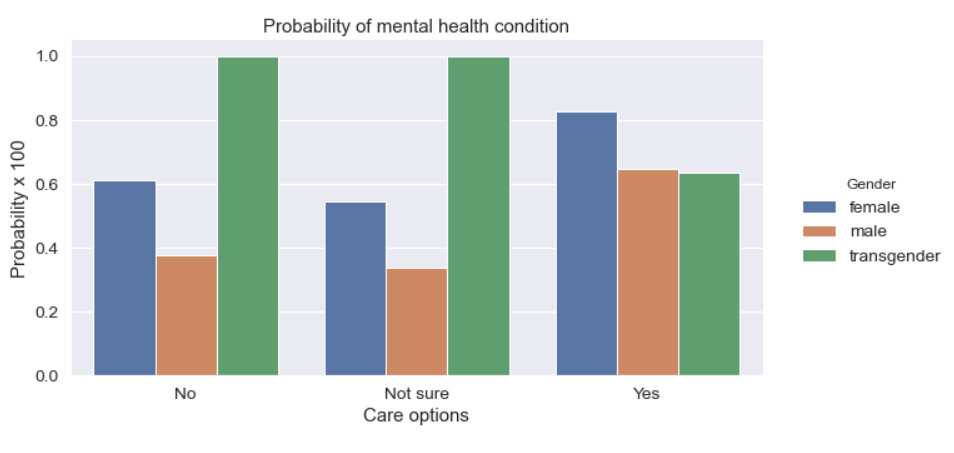 Probability of mental health condition
Probability x 100
1.0
0.8
0.6
0.4
0.2
0.0
No
Not sure
Yes
Care options
Gender
female
male
transgender